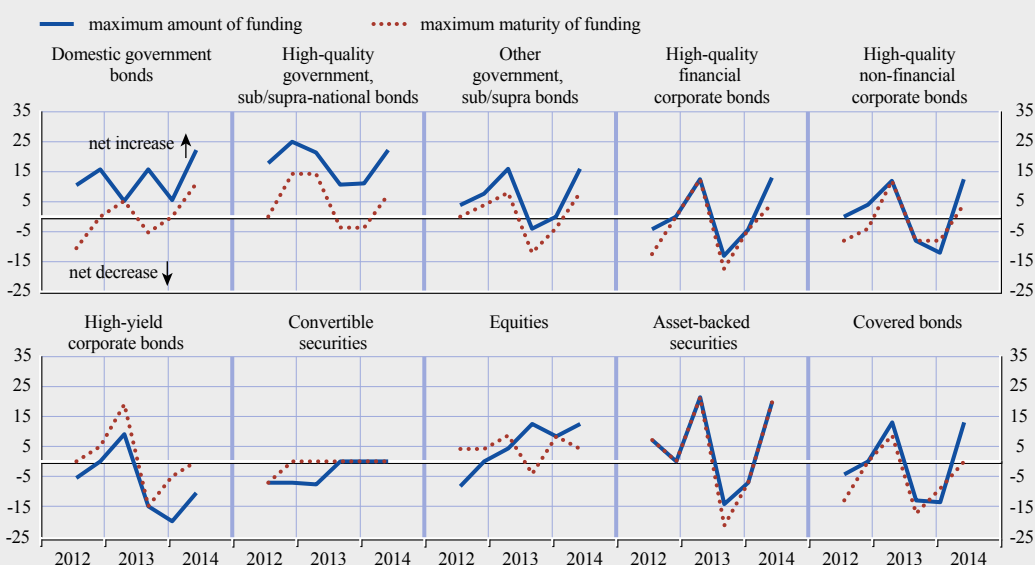 maximum amount of funding
maximum maturity of funding
Domestic government
bonds
High-quality
government,
sub/supra-national bonds
Other
government,
sub/supra bonds
High-quality
financial
corporate bonds
High-quality
non-financial
corporate bonds
35
25
15
5
-5
-15
-25
net increase
net decrease
35
25
15
5
-5
-15
-25
High-yield
corporate bonds
Convertible
securities
Equities
Asset-backed
securities
Covered bonds
35
25
15
5
-5
-15
-25
35
25
15
5
-5
-15
-25
2012 2013 2014 2012 2013 2014 2012 2013 2014 2012 2013 2014 2012 2013 2014